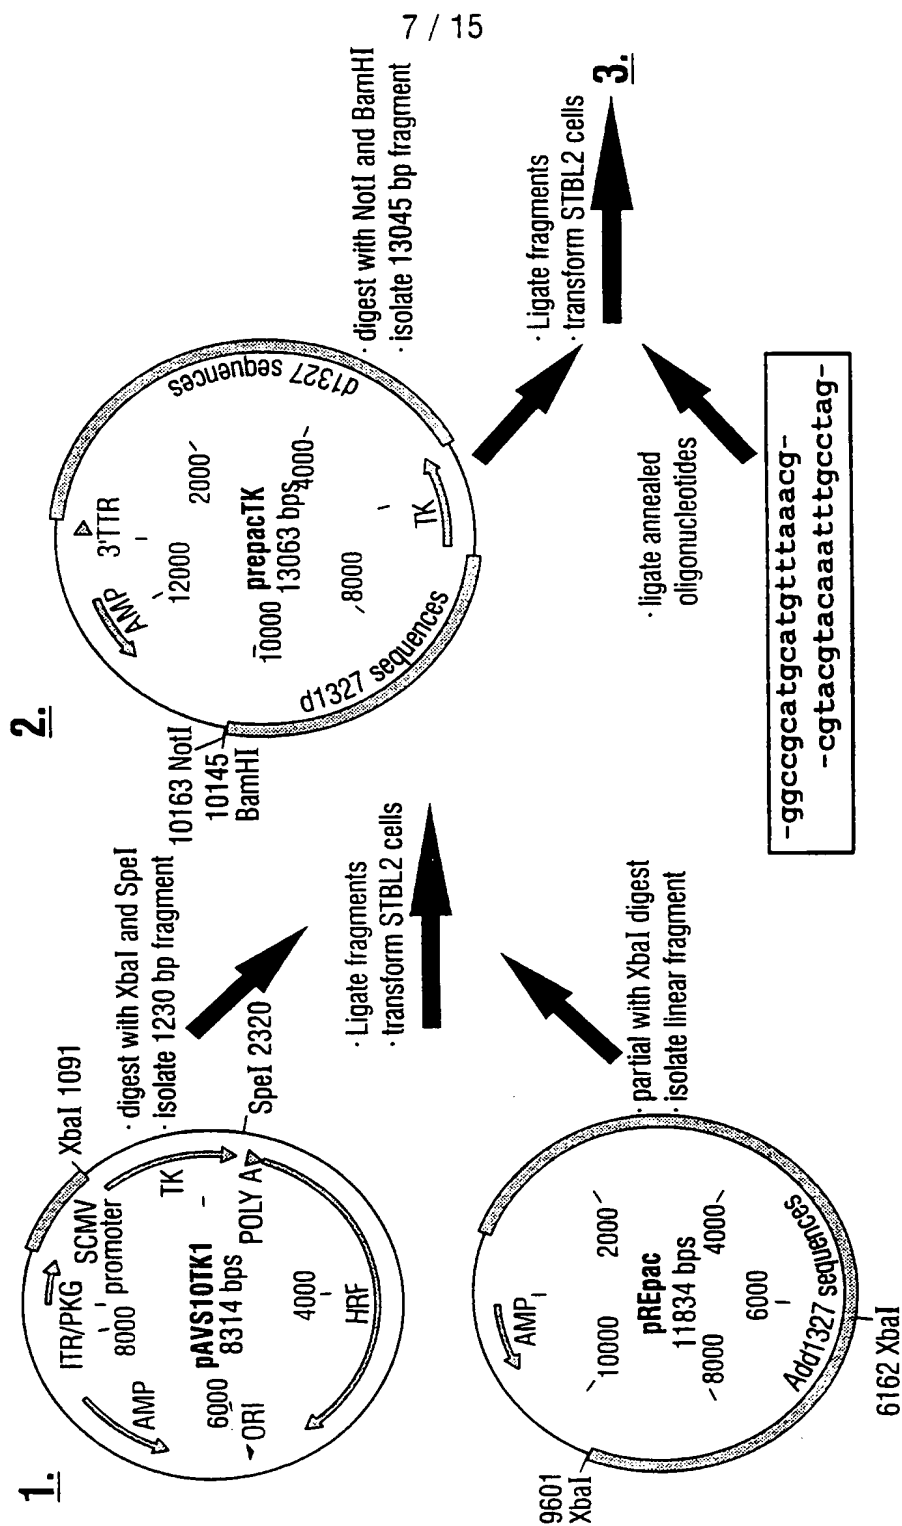 7 / 15
1.
XbaI 1091
ITR/PKG
SCMV
promoter
8000
TK
AMP
pAVS10TK1
8314 bps
6000
ORI
POLY A
4000
HRF
SpeI 2320
· digest with XbaI and SpeI
· isolate 1230 bp fragment
AMP
10000
2000
pREpac
11834 bps
8000
4000
6000
Add1327 sequences
9601
XbaI
6162 XbaI
· partial with XbaI digest
· isolate linear fragment
· Ligate fragments
· transform STBL2 cells
2.
10163 NotI
10145
BamHI
AMP
3'TTR
12000
2000
prepacTK
13063 bps
10000
4000
8000
TK
d1327 sequences
d1327 sequences
· digest with NotI and BamHI
· isolate 13045 bp fragment
· ligate annealed
oligonucleotides
-ggccgcatgcatgtttaaacg-
-cgtacgtacaaatttgcctag-
· Ligate fragments
· transform STBL2 cells
3.